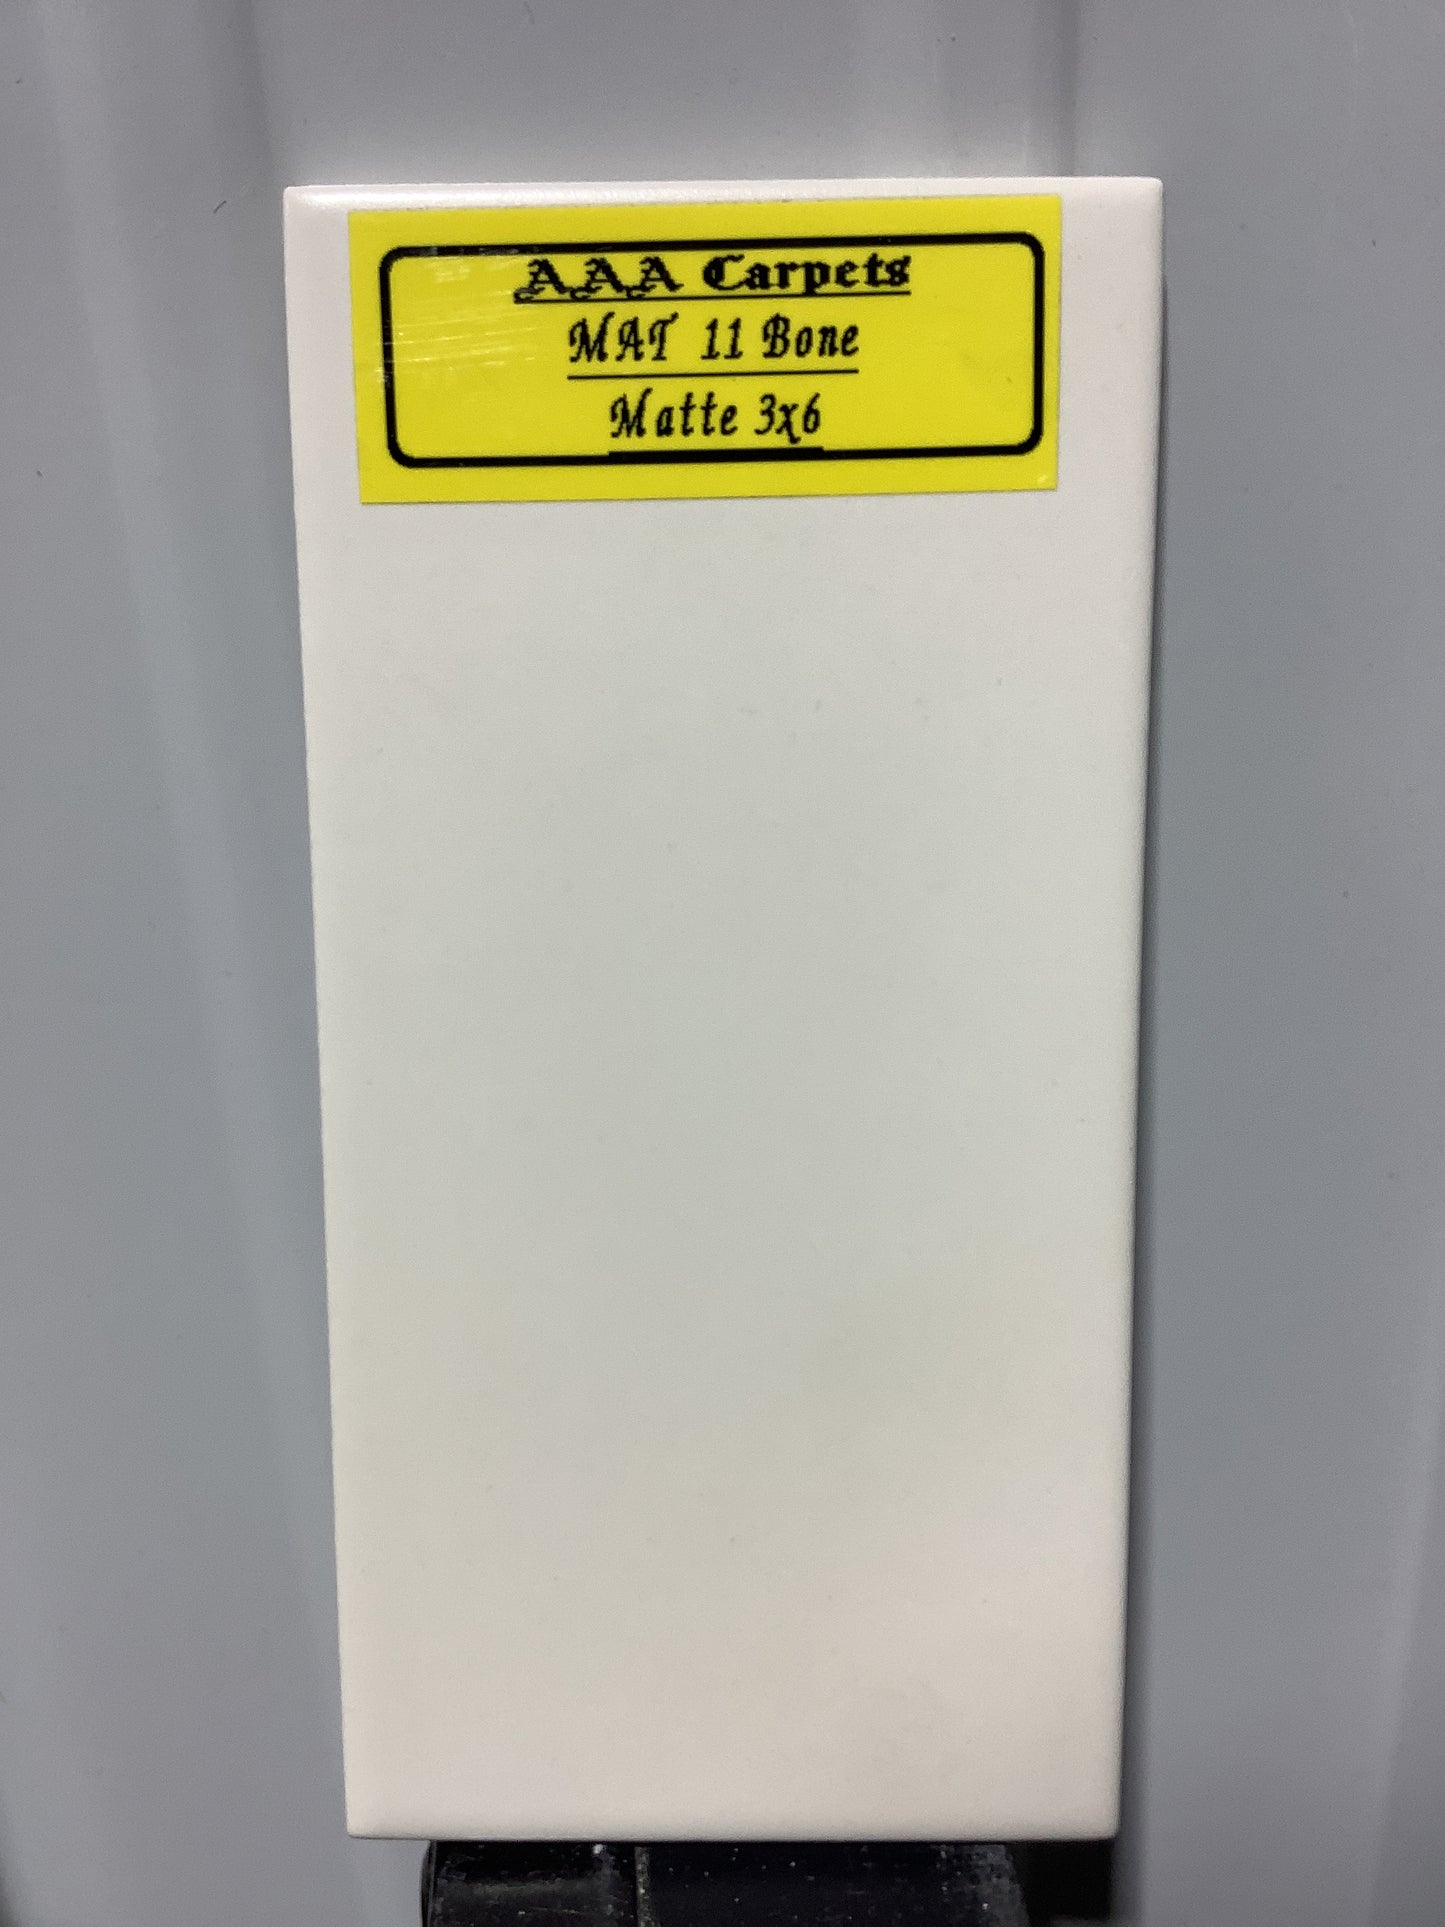 AAA Carpets
MAT 11 Bone
Matte 3x6